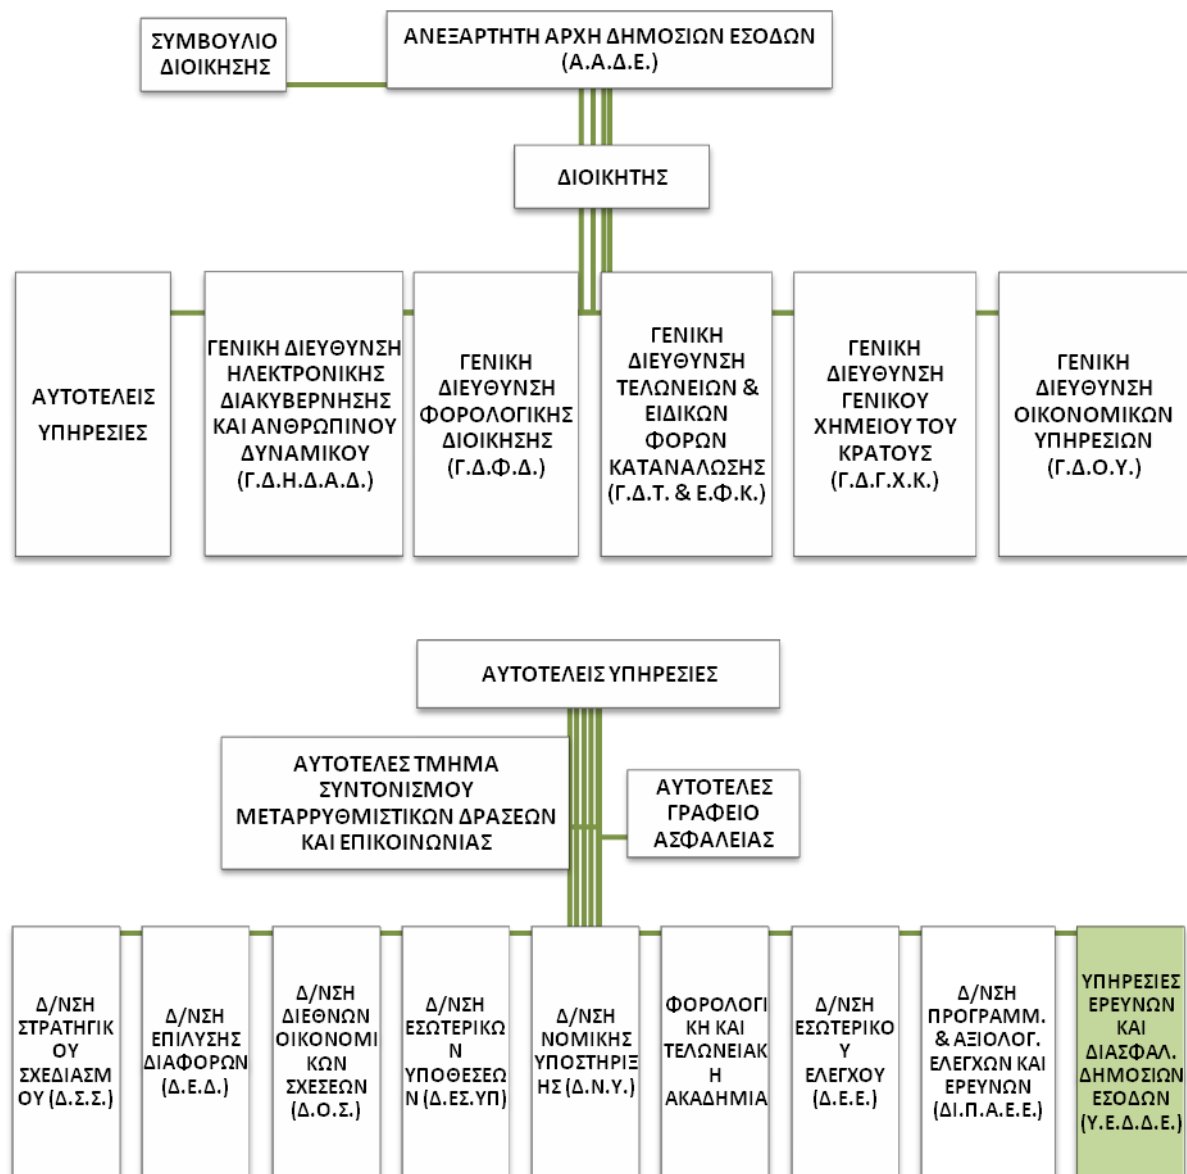 ΣΥΜΒΟΥΛΙΟ
ΔΙΟΙΚΗΣΗΣ
ΑΝΕΞΑΡΤΗΤΗ ΑΡΧΗ ΔΗΜΟΣΙΩΝ ΕΣΟΔΩΝ
(Α.Α.Δ.Ε.)
ΔΙΟΙΚΗΤΗΣ
ΑΥΤΟΤΕΛΕΙΣ
ΥΠΗΡΕΣΙΕΣ
ΓΕΝΙΚΗ ΔΙΕΥΘΥΝΣΗ
ΗΛΕΚΤΡΟΝΙΚΗΣ
ΔΙΑΚΥΒΕΡΝΗΣΗΣ
ΚΑΙ ΑΝΘΡΩΠΙΝΟΥ
ΔΥΝΑΜΙΚΟΥ
(Γ.Δ.Η.Δ.Α.Δ.)
ΓΕΝΙΚΗ
ΔΙΕΥΘΥΝΣΗ
ΦΟΡΟΛΟΓΙΚΗΣ
ΔΙΟΙΚΗΣΗΣ
(Γ.Δ.Φ.Δ.)
ΓΕΝΙΚΗ
ΔΙΕΥΘΥΝΣΗ
ΤΕΛΩΝΕΙΩΝ &
ΕΙΔΙΚΩΝ
ΦΟΡΩΝ
ΚΑΤΑΝΑΛΩΣΗΣ
(Γ.Δ.Τ. & Ε.Φ.Κ.)
ΓΕΝΙΚΗ
ΔΙΕΥΘΥΝΣΗ
ΓΕΝΙΚΟΥ
ΧΗΜΕΙΟΥ ΤΟΥ
ΚΡΑΤΟΥΣ
(Γ.Δ.Γ.Χ.Κ.)
ΓΕΝΙΚΗ
ΔΙΕΥΘΥΝΣΗ
ΟΙΚΟΝΟΜΙΚΩΝ
ΥΠΗΡΕΣΙΩΝ
(Γ.Δ.Ο.Υ.)
ΑΥΤΟΤΕΛΕΙΣ ΥΠΗΡΕΣΙΕΣ
ΑΥΤΟΤΕΛΕΣ ΤΜΗΜΑ
ΣΥΝΤΟΝΙΣΜΟΥ
ΜΕΤΑΡΡΥΘΜΙΣΤΙΚΩΝ ΔΡΑΣΕΩΝ
ΚΑΙ ΕΠΙΚΟΙΝΩΝΙΑΣ
ΑΥΤΟΤΕΛΕΣ
ΓΡΑΦΕΙΟ
ΑΣΦΑΛΕΙΑΣ
Δ/ΝΣΗ
ΣΤΡΑΤΗΓΙΚ
ΟΥ
ΣΧΕΔΙΑΣΜ
ΟΥ (Δ.Σ.Σ.)
Δ/ΝΣΗ
ΕΠΙΛΥΣΗΣ
ΔΙΑΦΟΡΩΝ
(Δ.Ε.Δ.)
Δ/ΝΣΗ
ΔΙΕΘΝΩΝ
ΟΙΚΟΝΟΜΙ
ΚΩΝ
ΣΧΕΣΕΩΝ
(Δ.Ο.Σ.)
Δ/ΝΣΗ
ΕΣΩΤΕΡΙΚΩ
Ν
ΥΠΟΘΕΣΕΩ
Ν (Δ.ΕΣ.ΥΠ)
Δ/ΝΣΗ
ΝΟΜΙΚΗΣ
ΥΠΟΣΤΗΡΙΞ
ΗΣ (Δ.Ν.Υ.)
ΦΟΡΟΛΟΓΙ
ΚΗ ΚΑΙ
ΤΕΛΩΝΕΙΑΚ
Η
ΑΚΑΔΗΜΙΑ
Δ/ΝΣΗ
ΕΣΩΤΕΡΙΚΟ
Υ
ΕΛΕΓΧΟΥ
(Δ.Ε.Ε.)
Δ/ΝΣΗ
ΠΡΟΓΡΑΜΜ.
& ΑΞΙΟΛΟΓ.
ΕΛΕΓΧΩΝ ΚΑΙ
ΕΡΕΥΝΩΝ
(ΔΙ.Π.Α.Ε.Ε.)
ΥΠΗΡΕΣΙΕΣ
ΕΡΕΥΝΩΝ
ΚΑΙ
ΔΙΑΣΦΑΛ.
ΔΗΜΟΣΙΩΝ
ΕΣΟΔΩΝ
(Υ.Ε.Δ.Δ.Ε.)